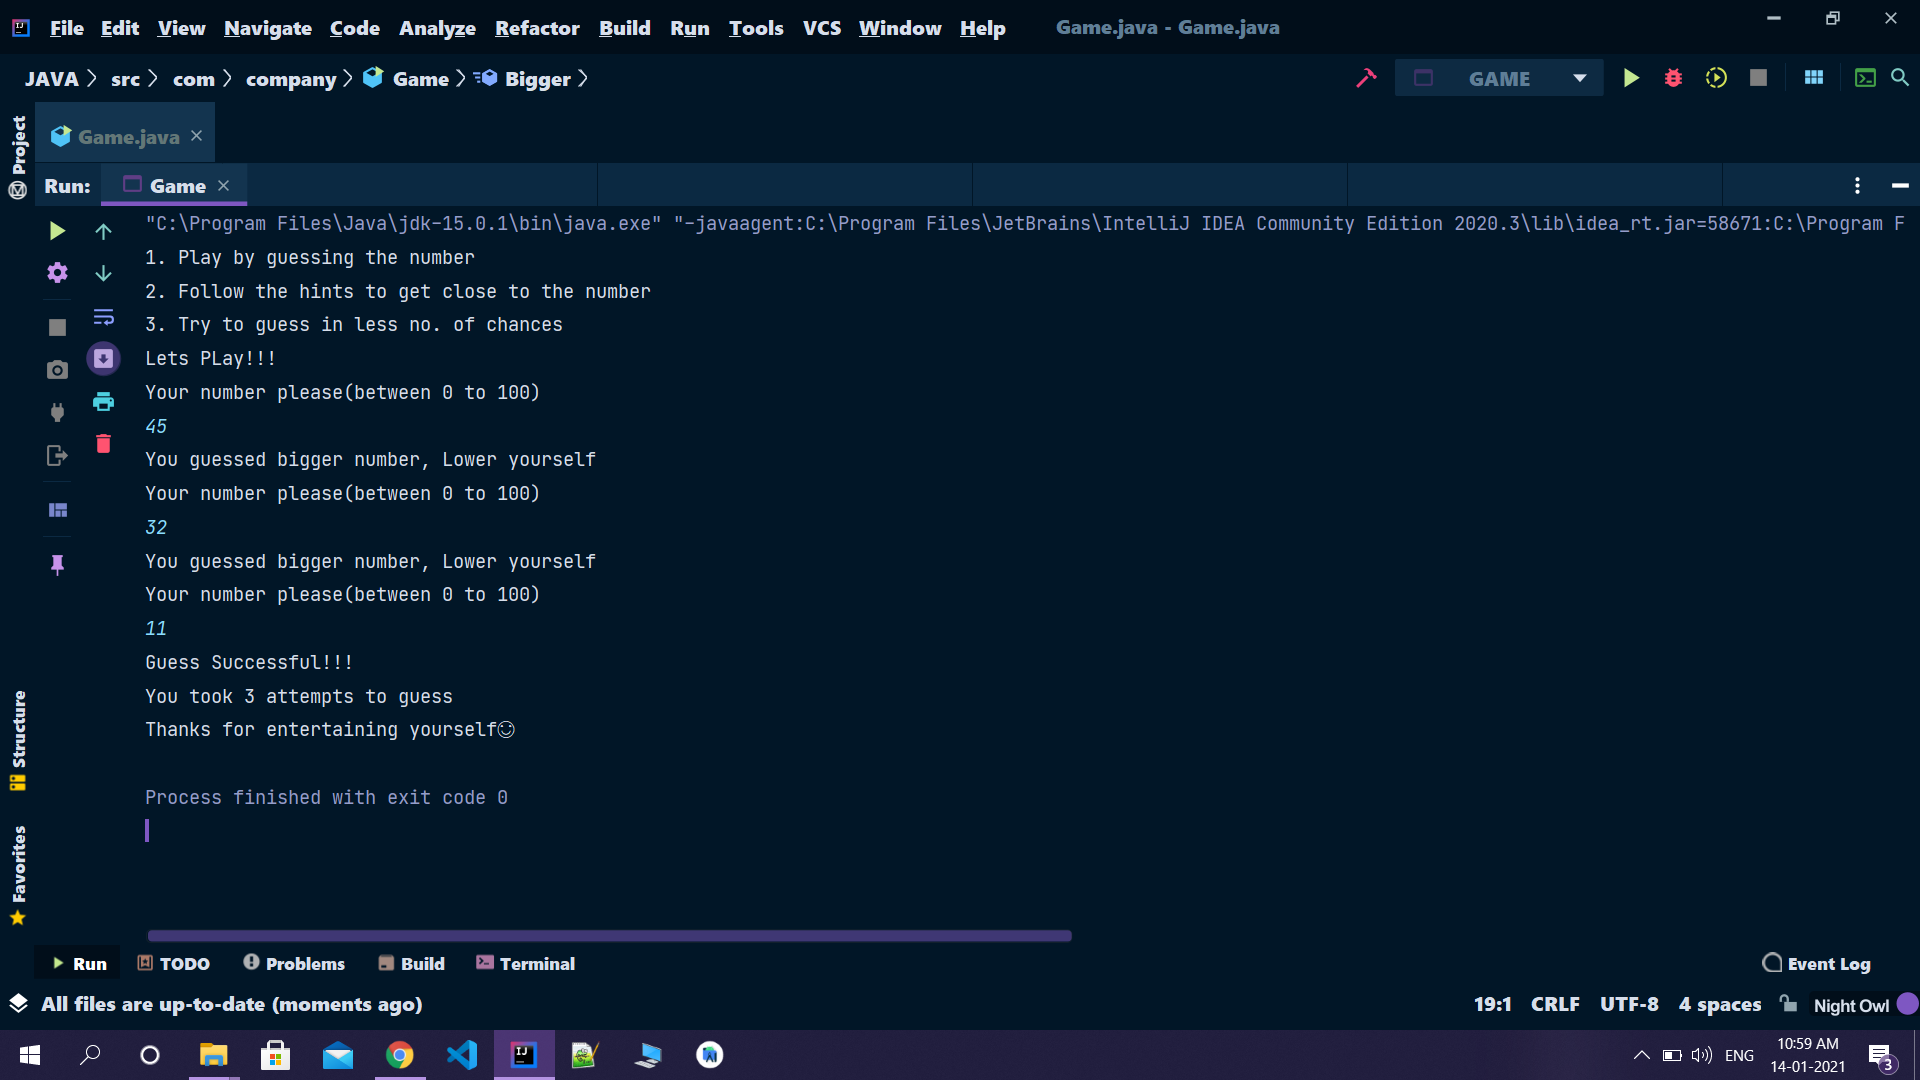 File Edit View Navigate Code Analyze Refactor Build Run Tools VCS Window Help Game.java - Game.java
JAVA src com company Game Bigger GAME
Project
Game.java
Run: Game
"C:\Program Files\Java\jdk-15.0.1\bin\java.exe" "-javaagent:C:\Program Files\JetBrains\IntelliJ IDEA Community Edition 2020.3\lib\idea_rt.jar=58671:C:\Program F
1. Play by guessing the number
2. Follow the hints to get close to the number
3. Try to guess in less no. of chances
Lets PLay!!!
Your number please(between 0 to 100)
45
You guessed bigger number, Lower yourself
Your number please(between 0 to 100)
32
You guessed bigger number, Lower yourself
Your number please(between 0 to 100)
11
Guess Successful!!!
You took 3 attempts to guess
Thanks for entertaining yourself☺
Process finished with exit code 0
Structure
Favorites
Run TODO Problems Build Terminal Event Log
All files are up-to-date (moments ago) 19:1 CRLF UTF-8 4 spaces Night Owl
ENG 10:59 AM
14-01-2021 3